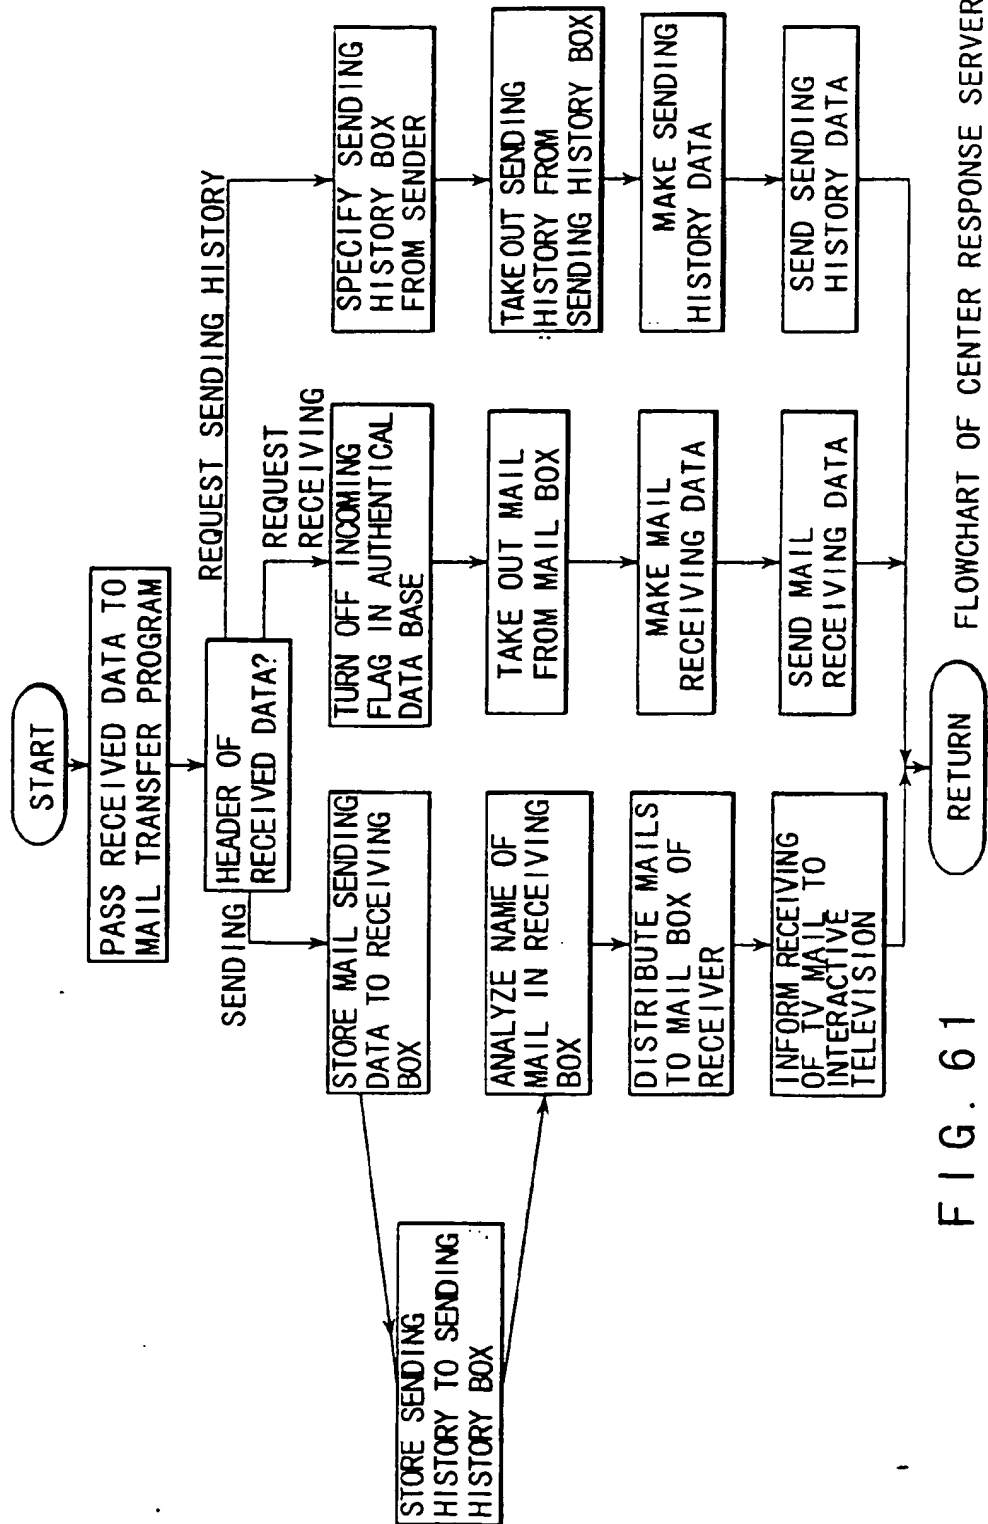 START
PASS RECEIVED DATA TO
MAIL TRANSFER PROGRAM
HEADER OF
RECEIVED DATA?
SENDING
REQUEST
RECEIVING
REQUEST SENDING HISTORY
STORE MAIL SENDING
DATA TO RECEIVING
BOX
STORE SENDING
HISTORY TO SENDING
HISTORY BOX
ANALYZE NAME OF
MAIL IN RECEIVING
BOX
DISTRIBUTE MAILS
TO MAIL BOX OF
RECEIVER
INFORM RECEIVING
OF TV MAIL TO
INTERACTIVE
TELEVISION
TURN OFF INCOMING
FLAG IN AUTHENTICAL
DATA BASE
TAKE OUT MAIL
FROM MAIL BOX
MAKE MAIL
RECEIVING DATA
SEND MAIL
RECEIVING DATA
SPECIFY SENDING
HISTORY BOX
FROM SENDER
TAKE OUT SENDING
HISTORY FROM
SENDING HISTORY BOX
MAKE SENDING
HISTORY DATA
SEND SENDING
HISTORY DATA
RETURN
FIG. 61
FLOWCHART OF CENTER RESPONSE SERVER